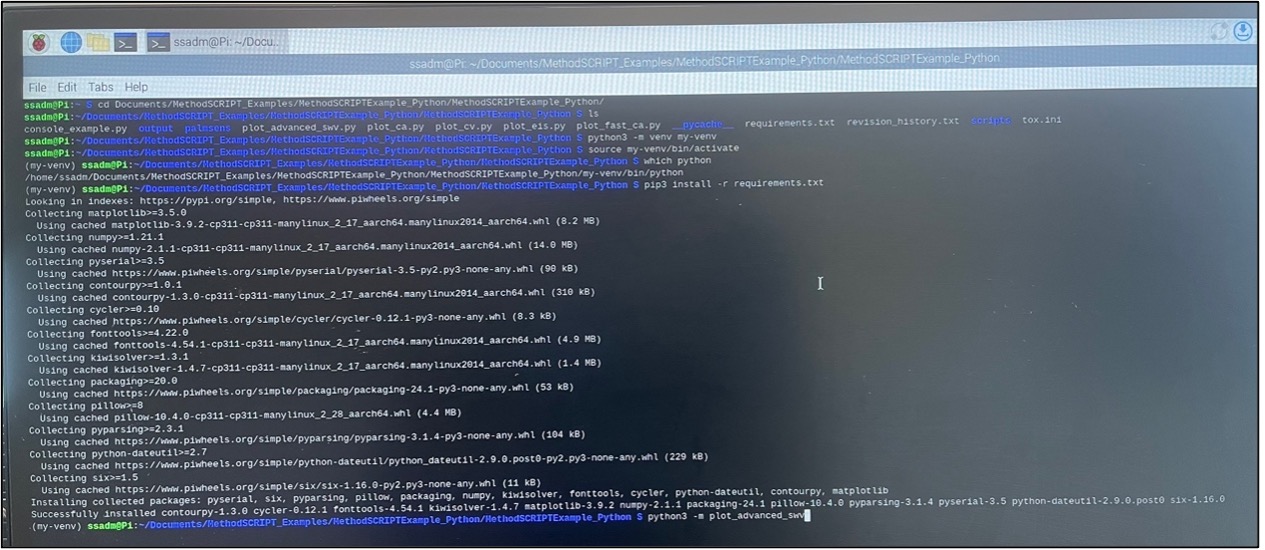 ssadm@Pi: ~/Docu..
ssadm@Pi: ~/Documents/MethodSCRIPT_Examples/MethodSCRIPTExample_Python/MethodSCRIPTExample_Python
File Edit Tabs Help
ssadm@Pi:~ $ cd Documents/MethodSCRIPT_Examples/MethodSCRIPTExample_Python/MethodSCRIPTExample_Python/
ssadm@Pi:~/Documents/MethodSCRIPT_Examples/MethodSCRIPTExample_Python/MethodSCRIPTExample_Python $ ls
console_example.py output palmsens plot_advanced_swv.py plot_ca.py plot_cv.py plot_eis.py plot_fast_ca.py __pycache__ requirements.txt revision_history.txt scripts tox.ini
ssadm@Pi:~/Documents/MethodSCRIPT_Examples/MethodSCRIPTExample_Python/MethodSCRIPTExample_Python $ python3 -m venv my-venv
ssadm@Pi:~/Documents/MethodSCRIPT_Examples/MethodSCRIPTExample_Python/MethodSCRIPTExample_Python $ source my-venv/bin/activate
(my-venv) ssadm@Pi:~/Documents/MethodSCRIPT_Examples/MethodSCRIPTExample_Python/MethodSCRIPTExample_Python $ which python
/home/ssadm/Documents/MethodSCRIPT_Examples/MethodSCRIPTExample_Python/MethodSCRIPTExample_Python/my-venv/bin/python
(my-venv) ssadm@Pi:~/Documents/MethodSCRIPT_Examples/MethodSCRIPTExample_Python/MethodSCRIPTExample_Python $ pip3 install -r requirements.txt
Looking in indexes: https://pypi.org/simple, https://www.piwheels.org/simple
Collecting matplotlib>=3.5.0
Using cached matplotlib-3.9.2-cp311-cp311-manylinux_2_17_aarch64.manylinux2014_aarch64.whl (8.2 MB)
Collecting numpy>=1.21.1
Using cached numpy-2.1.1-cp311-cp311-manylinux_2_17_aarch64.manylinux2014_aarch64.whl (14.0 MB)
Collecting pyserial>=3.5
Using cached https://www.piwheels.org/simple/pyserial/pyserial-3.5-py2.py3-none-any.whl (90 kB)
Collecting contourpy>=1.0.1
Using cached contourpy-1.3.0-cp311-cp311-manylinux_2_17_aarch64.manylinux2014_aarch64.whl (310 kB)
Collecting cycler>=0.10
Using cached https://www.piwheels.org/simple/cycler/cycler-0.12.1-py3-none-any.whl (8.3 kB)
Collecting fonttools>=4.22.0
Using cached fonttools-4.54.1-cp311-cp311-manylinux_2_17_aarch64.manylinux2014_aarch64.whl (4.9 MB)
Collecting kiwisolver>=1.3.1
Using cached kiwisolver-1.4.7-cp311-cp311-manylinux_2_17_aarch64.manylinux2014_aarch64.whl (1.4 MB)
Collecting packaging>=20.0
Using cached https://www.piwheels.org/simple/packaging/packaging-24.1-py3-none-any.whl (53 kB)
Collecting pillow>=8
Using cached pillow-10.4.0-cp311-cp311-manylinux_2_28_aarch64.whl (4.4 MB)
Collecting pyparsing>=2.3.1
Using cached https://www.piwheels.org/simple/pyparsing/pyparsing-3.1.4-py3-none-any.whl (104 kB)
Collecting python-dateutil>=2.7
Using cached https://www.piwheels.org/simple/python-dateutil/python_dateutil-2.9.0.post0-py2.py3-none-any.whl (229 kB)
Collecting six>=1.5
Using cached https://www.piwheels.org/simple/six/six-1.16.0-py2.py3-none-any.whl (11 kB)
Installing collected packages: pyserial, six, pyparsing, pillow, packaging, numpy, kiwisolver, fonttools, cycler, python-dateutil, contourpy, matplotlib
Successfully installed contourpy-1.3.0 cycler-0.12.1 fonttools-4.54.1 kiwisolver-1.4.7 matplotlib-3.9.2 numpy-2.1.1 packaging-24.1 pillow-10.4.0 pyparsing-3.1.4 pyserial-3.5 python-dateutil-2.9.0.post0 six-1.16.0
(my-venv) ssadm@Pi:~/Documents/MethodSCRIPT_Examples/MethodSCRIPTExample_Python/MethodSCRIPTExample_Python $ python3 -m plot_advanced_swv